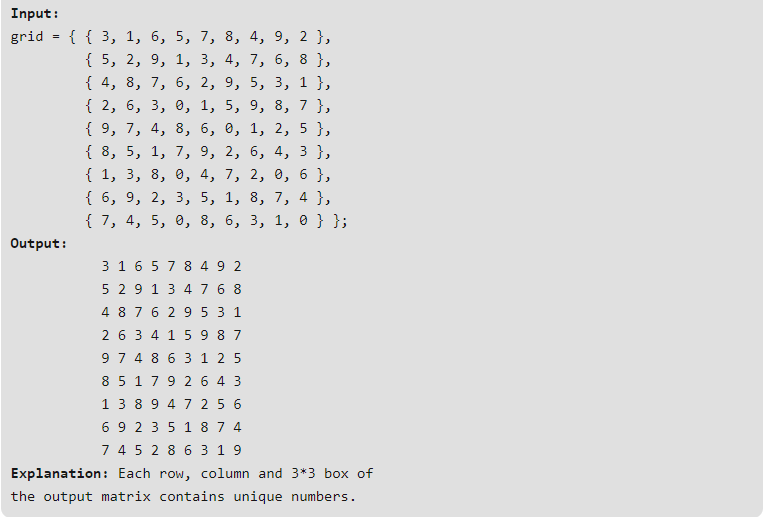 Input:
grid = { { 3, 1, 6, 5, 7, 8, 4, 9, 2 },
{ 5, 2, 9, 1, 3, 4, 7, 6, 8 },
{ 4, 8, 7, 6, 2, 9, 5, 3, 1 },
{ 2, 6, 3, 0, 1, 5, 9, 8, 7 },
{ 9, 7, 4, 8, 6, 0, 1, 2, 5 },
{ 8, 5, 1, 7, 9, 2, 6, 4, 3 },
{ 1, 3, 8, 0, 4, 7, 2, 0, 6 },
{ 6, 9, 2, 3, 5, 1, 8, 7, 4 },
{ 7, 4, 5, 0, 8, 6, 3, 1, 0 } };
Output:
3 1 6 5 7 8 4 9 2
5 2 9 1 3 4 7 6 8
4 8 7 6 2 9 5 3 1
2 6 3 4 1 5 9 8 7
9 7 4 8 6 3 1 2 5
8 5 1 7 9 2 6 4 3
1 3 8 9 4 7 2 5 6
6 9 2 3 5 1 8 7 4
7 4 5 2 8 6 3 1 9
Explanation: Each row, column and 3*3 box of
the output matrix contains unique numbers.